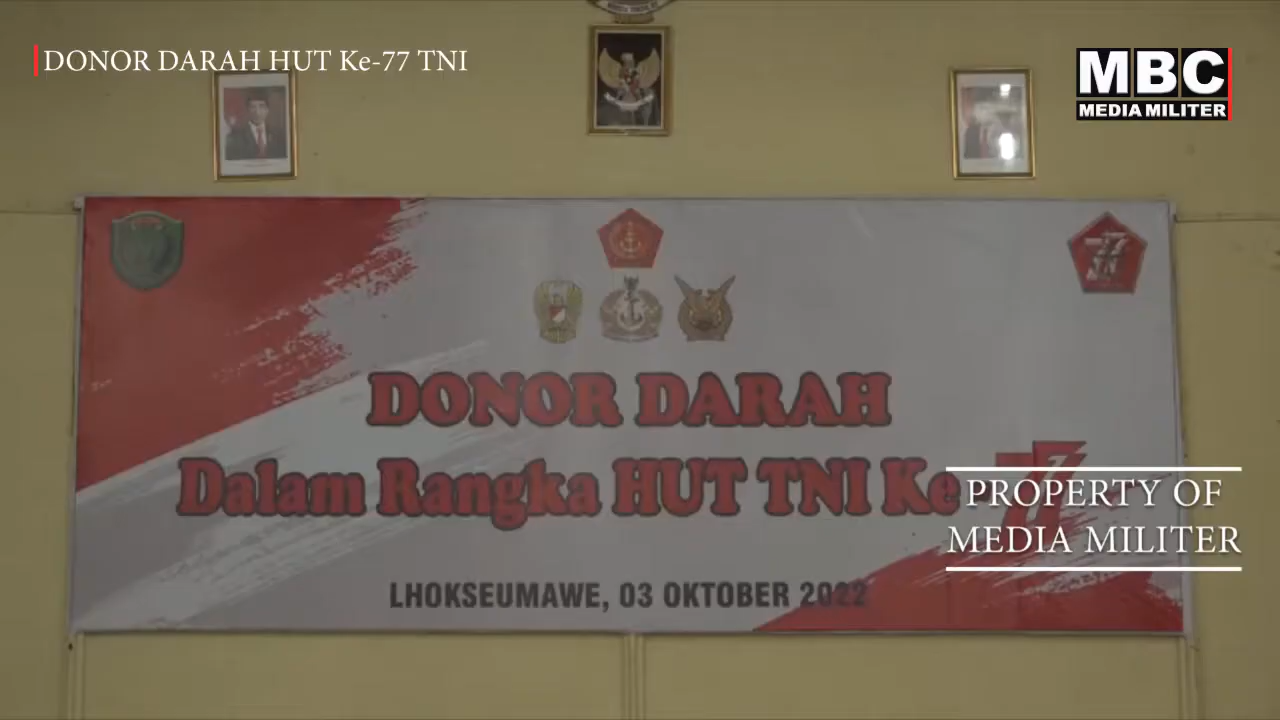 DONOR DARAH HUT Ke-77 TNI
MBC
MEDIA MILITER
DONOR DARAH
Dalam Rangka HUT TNI Ke
PROPERTY OF
MEDIA MILITER
LHOKSEUMAWE, 03 OKTOBER 2022